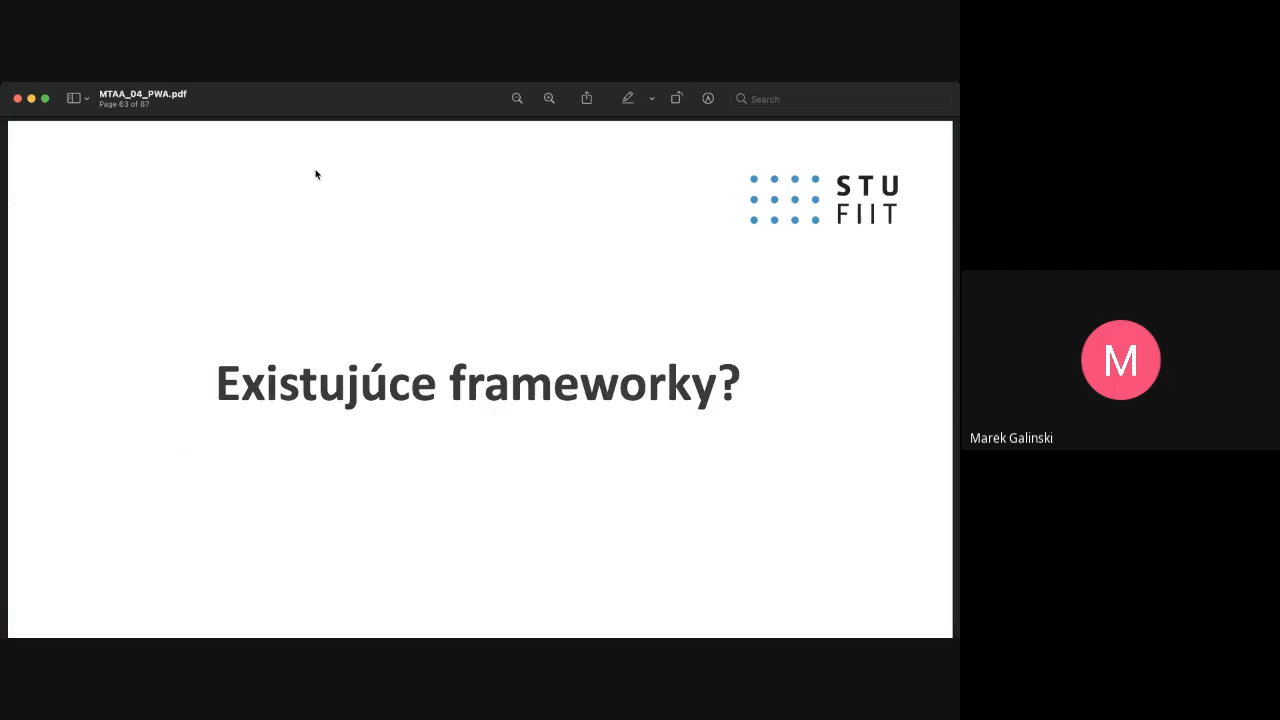 MTAA_04_PWA.pdf
Page 63 of 87
Search
STU
FIIT
Existujúce frameworky?
M
Marek Galinski